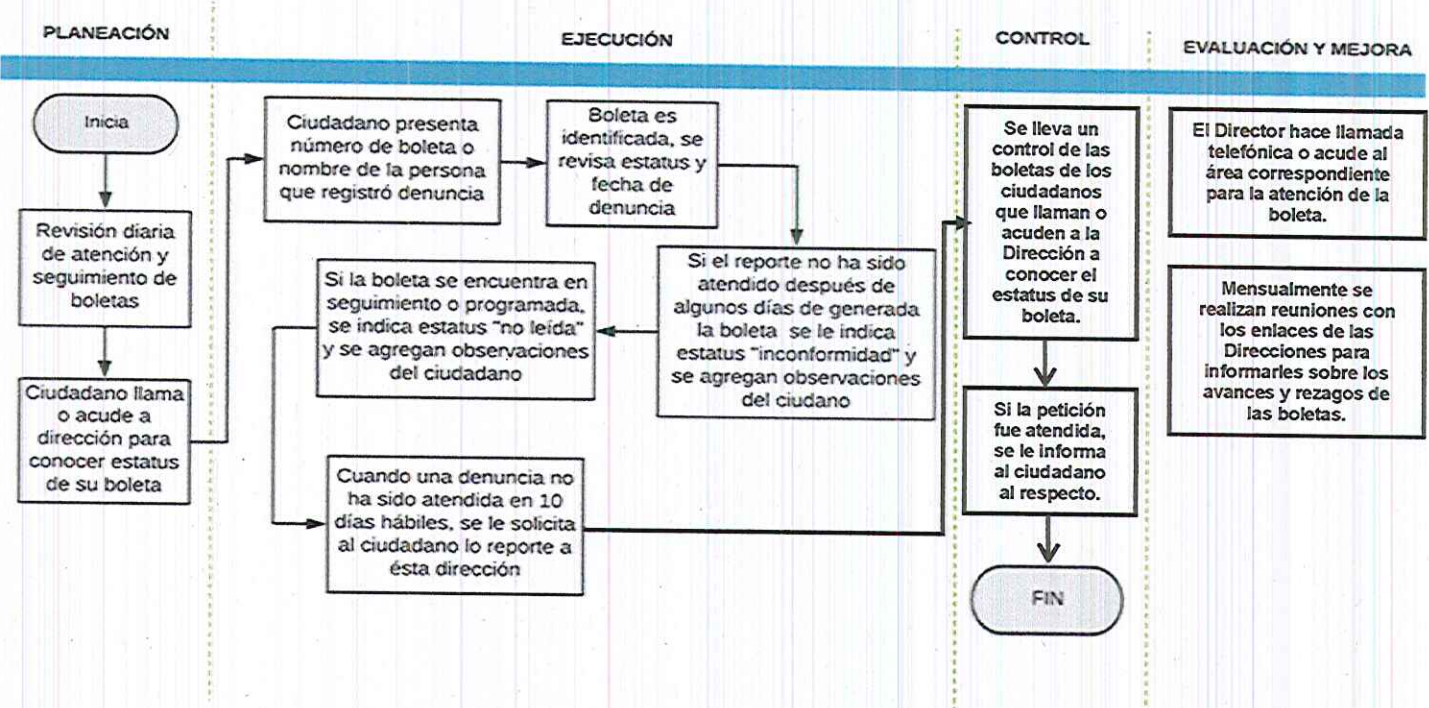 PLANEACIÓN
EJECUCIÓN
CONTROL
EVALUACIÓN Y MEJORA
Inicia
Revisión diaria
de atención y
seguimiento de
boletas
Ciudadano llama
o acude a
dirección para
conocer estatus
de su boleta
Ciudadano presenta
número de boleta o
nombre de la persona
que registró denuncia
Boleta es
identificada, se
revisa estatus y
fecha de
denuncia
Si el reporte no ha sido
atendido después de
algunos días de generada
la boleta se le indica
estatus "inconformidad" y
se agregan observaciones
del ciudano
Si la boleta se encuentra en
seguimiento o programada,
se indica estatus "no leída"
y se agregan observaciones
del ciudadano
Cuando una denuncia no
ha sido atendida en 10
días hábiles, se le solicita
al ciudadano lo reporte a
ésta dirección
Se lleva un
control de las
boletas de los
ciudadanos
que llaman o
acuden a la
Dirección a
conocer el
estatus de su
boleta.
Si la petición
fue atendida,
se le informa
al ciudadano
al respecto.
FIN
El Director hace llamada
telefónica o acude al
área correspondiente
para la atención de la
boleta.
Mensualmente se
realizan reuniones con
los enlaces de las
Direcciones para
informarles sobre los
avances y rezagos de
las boletas.